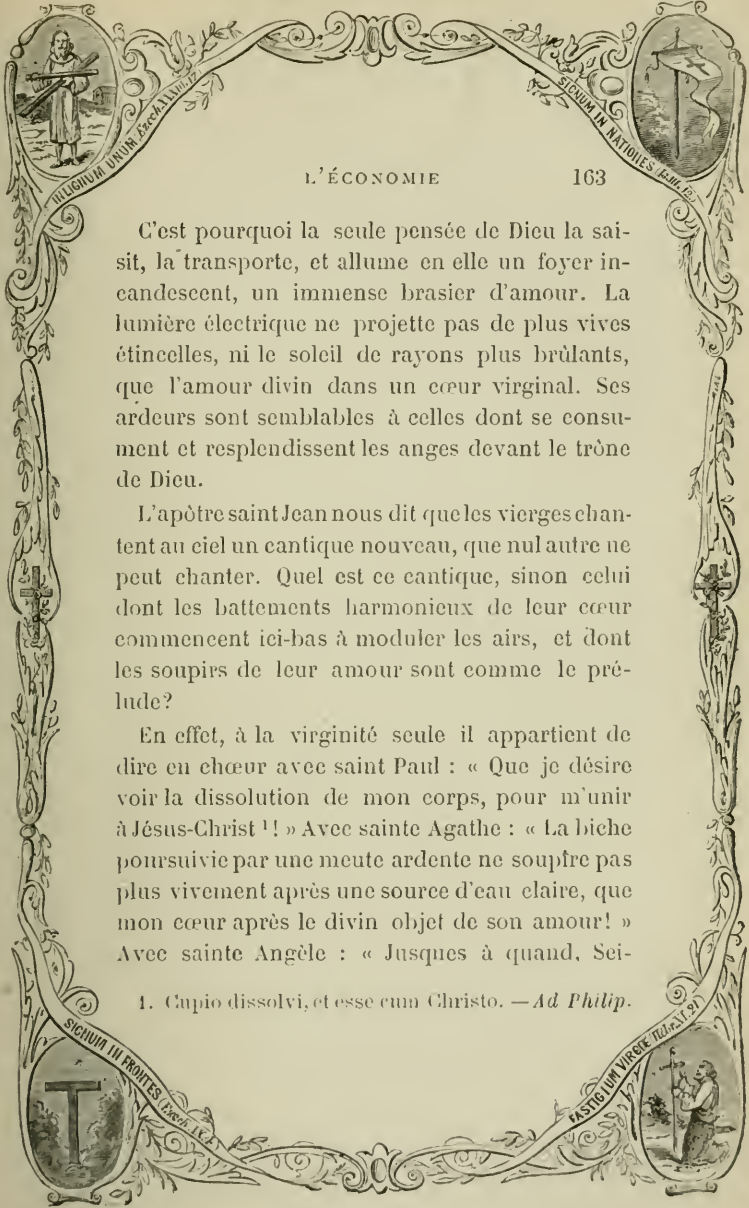 IN LIGNUM UNUM Ezech. XXXVII. 17
SIGNUM IN NATIONES
L'ÉCONOMIE 163
C'est pourquoi la seule pensée de Dieu la sai-
sit, la transporte, et allume en elle un foyer in-
candescent, un immense brasier d'amour. La
lumière électrique ne projette pas de plus vives
étincelles, ni le soleil de rayons plus brûlants,
que l'amour divin dans un cœur virginal. Ses
ardeurs sont semblables à celles dont se consu-
ment et resplendissent les anges devant le trône
de Dieu.
L'apôtre saint Jean nous dit que les vierges chan-
tent au ciel un cantique nouveau, que nul autre ne
peut chanter. Quel est ce cantique, sinon celui
dont les battements harmonieux de leur cœur
commencent ici-bas à moduler les airs, et dont
les soupirs de leur amour sont comme le pré-
lude?
En effet, à la virginité seule il appartient de
dire en chœur avec saint Paul : « Que je désire
voir la dissolution de mon corps, pour m'unir
à Jésus-Christ ¹! » Avec sainte Agathe : « La biche
poursuivie par une meute ardente ne soupire pas
plus vivement après une source d'eau claire, que
mon cœur après le divin objet de son amour! »
Avec sainte Angèle : « Jusques à quand, Sei-
1. Cupio dissolvi, et esse cum Christo. — Ad Philip.
SIGNUM IN FRONTES
FASTIGIUM VIRGÆ